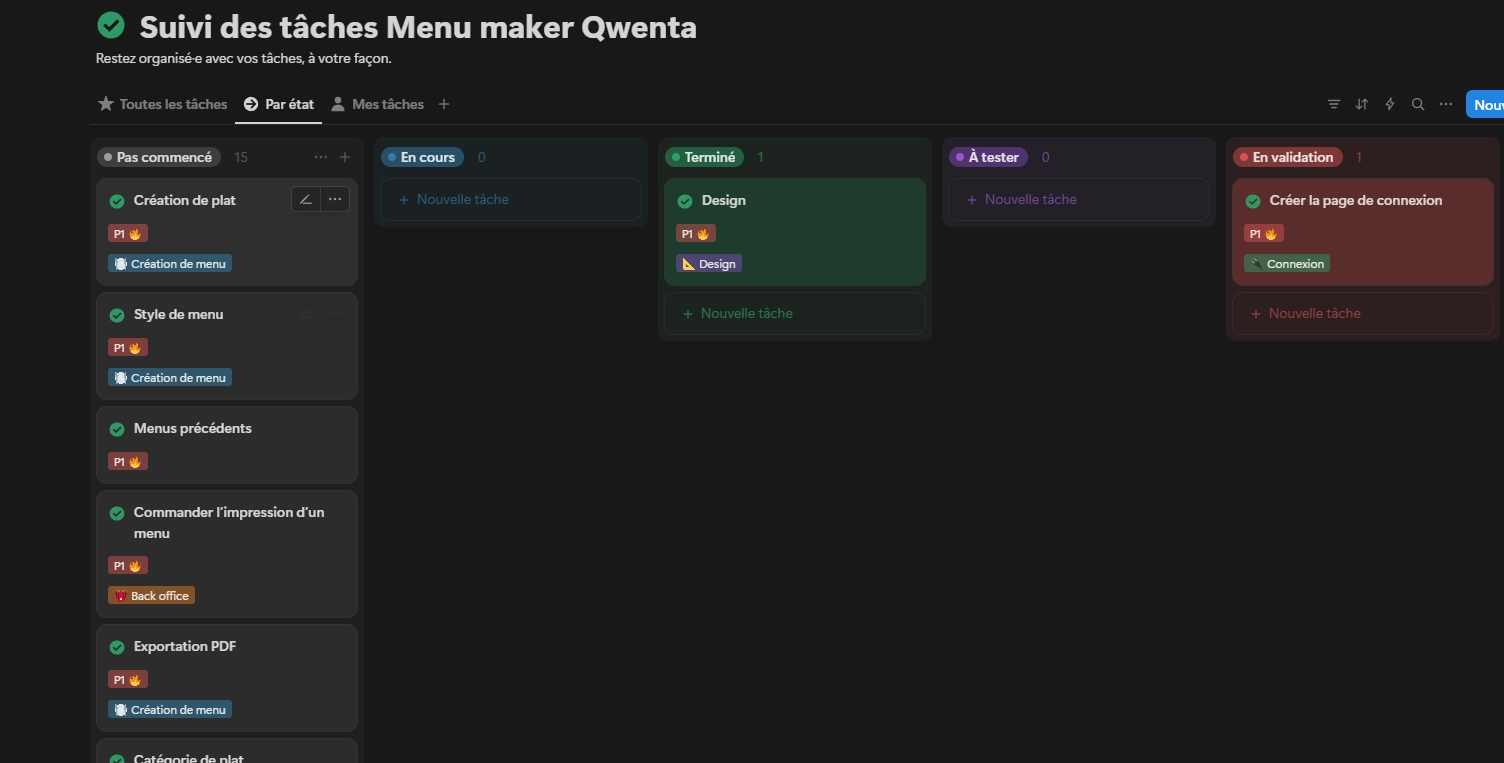 Suivi des tâches Menu maker Qwenta
Restez organisé·e avec vos tâches, à votre façon.
Toutes les tâches
Par état
Mes tâches
Pas commencé 15
Création de plat
P1 🔥
Création de menu
Style de menu
P1 🔥
Création de menu
Menus précédents
P1 🔥
Commander l'impression d'un
menu
P1 🔥
Back office
Exportation PDF
P1 🔥
Création de menu
Catégorie de plat
En cours 0
+ Nouvelle tâche
Terminé 1
Design
P1 🔥
Design
+ Nouvelle tâche
À tester 0
+ Nouvelle tâche
En validation 1
Créer la page de connexion
P1 🔥
Connexion
+ Nouvelle tâche